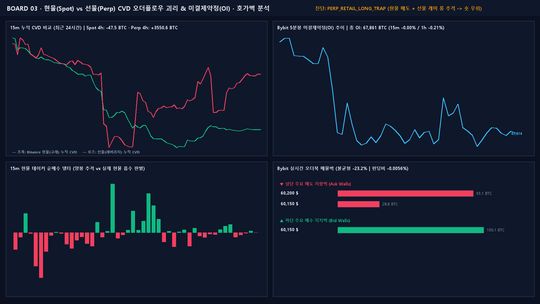 BOARD 03 · 현물(Spot) vs 선물(Perp) CVD 오더플로우 괴리 & 미결제약정(OI) · 호가벽 분석
진단: PERP_RETAIL_LONG_TRAP (현물 매도 + 선물 개미 롱 추격 -> 숏 우위)
15m 누적 CVD 비교 (최근 24시간) | Spot 4h: -47.5 BTC · Perp 4h: +3550.6 BTC
Bybit 5분봉 미결제약정(OI) 추이 | 총 OI: 67,861 BTC (15m -0.00% / 1h -0.21%)
15m 현물 테이커 순매수 델타 (깡통 추격 vs 실제 현물 흡수 판별)
Bybit 실시간 오더북 매물벽 (불균형 -23.2% | 펀딩비 -0.0056%)
▼ 상단 주요 매도 저항벽 (Ask Walls)
60,200 $
60,150 $
▲ 하단 주요 매수 지지벽 (Bid Walls)
60,150 $